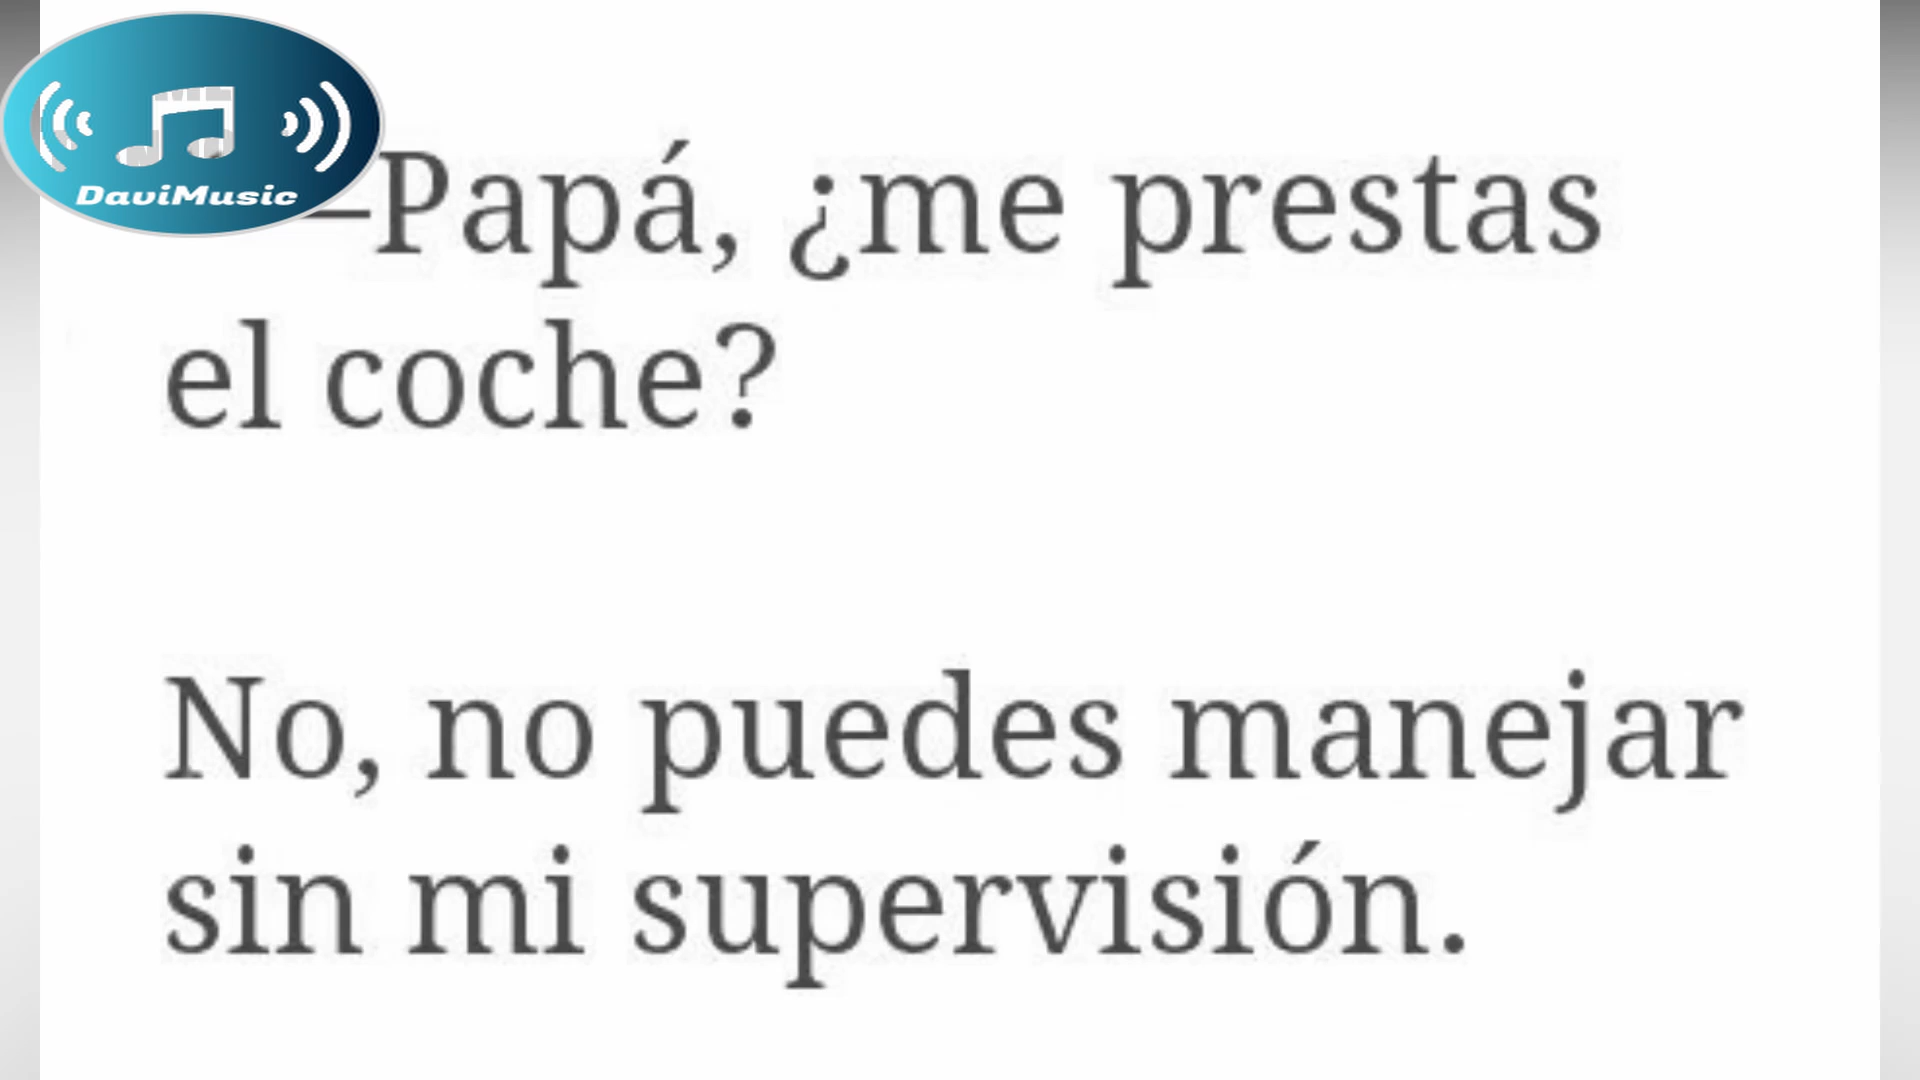 DaviMusic
—Papá, ¿me prestas
el coche?
No, no puedes manejar
sin mi supervisión.